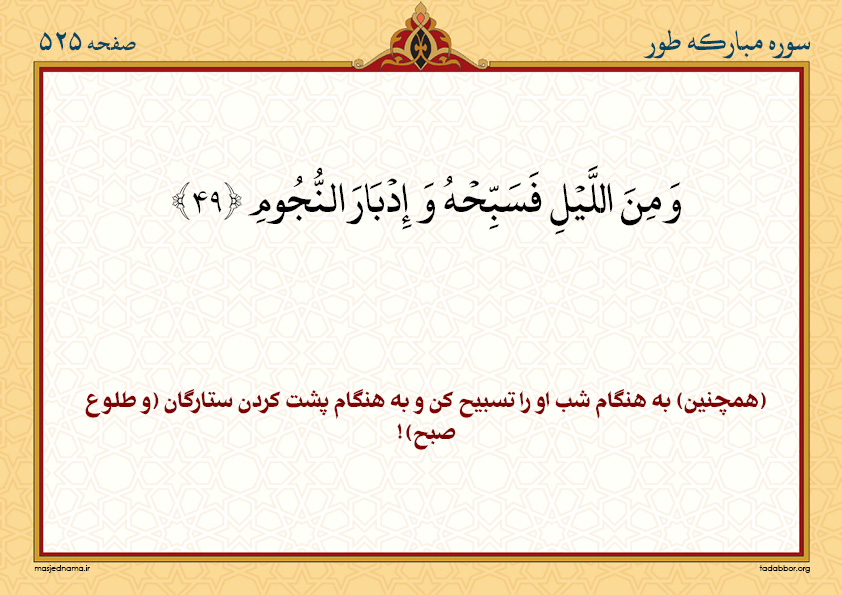 سوره مبارکه طور
صفحه ۵۲۵
وَ مِنَ اللَّيْلِ فَسَبِّحْهُ وَ إِدْبَارَ النُّجُومِ ﴿۴۹﴾
(همچنین) به هنگام شب او را تسبیح کن و به هنگام پشت کردن ستارگان (و طلوع
صبح)!
masjednama.ir
tadabbor.org